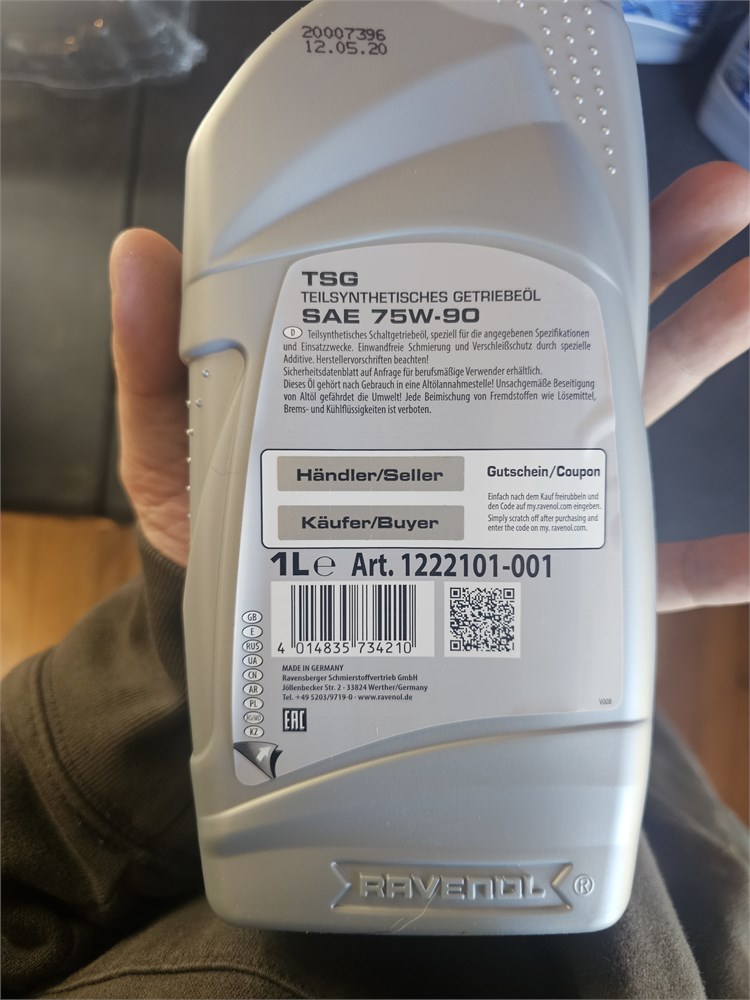 20007396
12.05.20
TSG
TEILSYNTHETISCHES GETRIEBEÖL
SAE 75W-90
D Teilsynthetisches Schaltgetriebeöl, speziell für die angegebenen Spezifikationen
und Einsatzzwecke. Einwandfreie Schmierung und Verschleißschutz durch spezielle
Additive. Herstellervorschriften beachten!
Sicherheitsdatenblatt auf Anfrage für berufsmäßige Verwender erhältlich.
Dieses Öl gehört nach Gebrauch in eine Altölannahmestelle! Unsachgemäße Beseitigung
von Altöl gefährdet die Umwelt! Jede Beimischung von Fremdstoffen wie Lösemittel,
Brems- und Kühlflüssigkeiten ist verboten.
Händler/Seller
Käufer/Buyer
Gutschein/Coupon
Einfach nach dem Kauf freirubbeln und
den Code auf my.ravenol.com eingeben.
Simply scratch off after purchasing and
enter the code on my. ravenol.com.
1L℮ Art. 1222101-001
4 014835 734210
GB
E
RUS
UA
CN
AR
PL
KZ
MADE IN GERMANY
Ravensberger Schmierstoffvertrieb GmbH
Jöllenbecker Str. 2 - 33824 Werther/Germany
Tel. +49 5203/9719-0 - www.ravenol.de
V008
EAC
RAVENOL ®